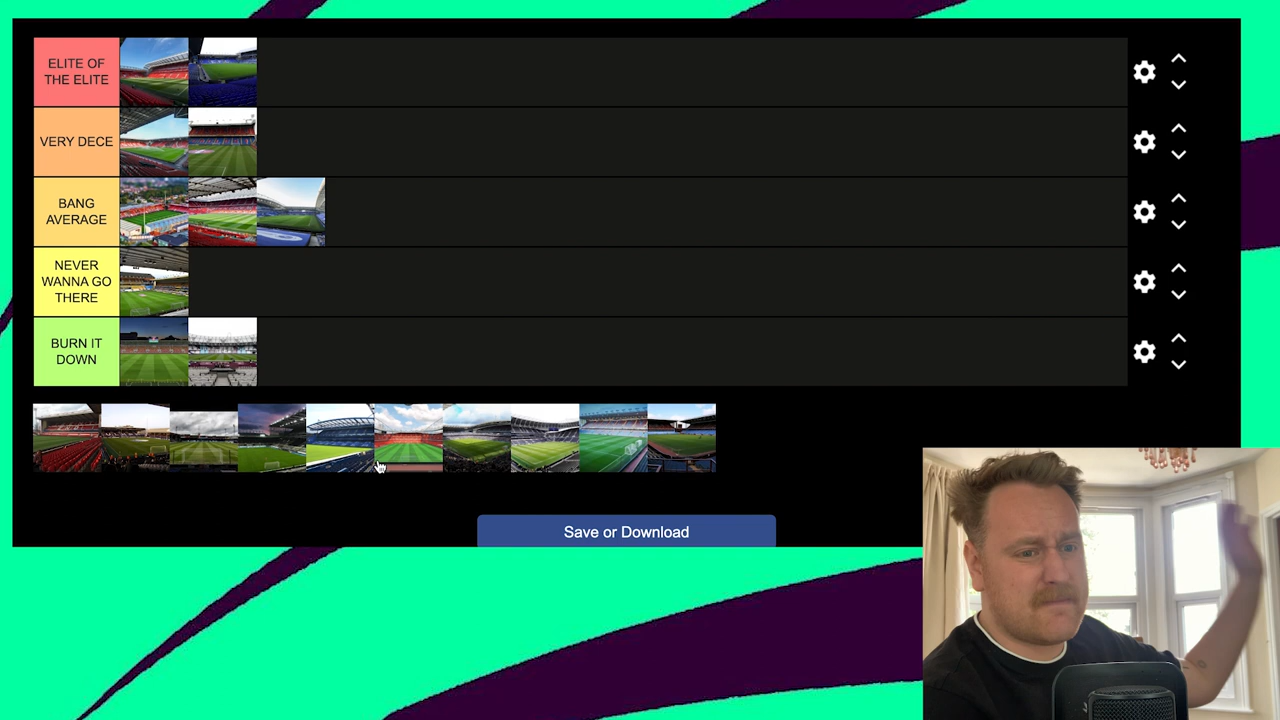 ELITE OF
THE ELITE
VERY DECE
BANG
AVERAGE
NEVER
WANNA GO
THERE
BURN IT
DOWN
Save or Download